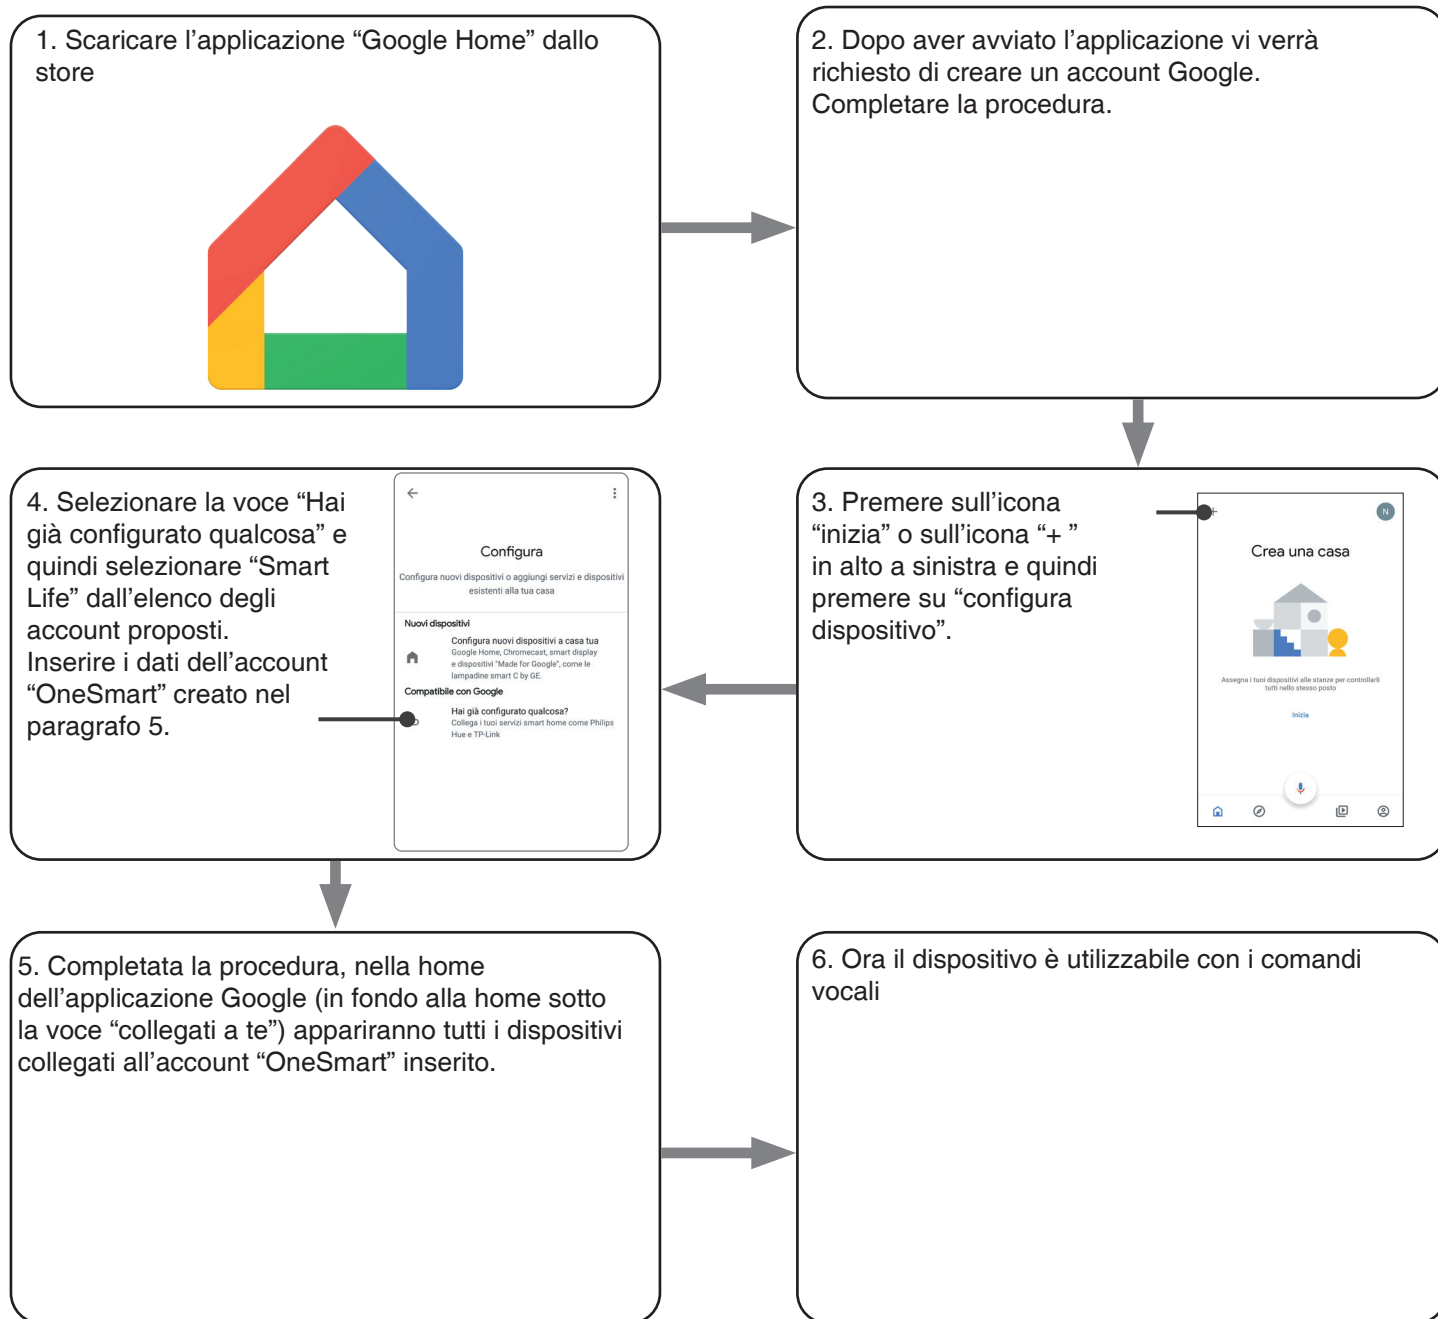 1. Scaricare l’applicazione “Google Home” dallo
store
2. Dopo aver avviato l’applicazione vi verrà
richiesto di creare un account Google.
Completare la procedura.
3. Premere sull’icona
“inizia” o sull’icona “+ ”
in alto a sinistra e quindi
premere su “configura
dispositivo”.
N
Crea una casa
Assegna i tuoi dispositivi alle stanze per controllarli
tutti nello stesso posto
Inizia
4. Selezionare la voce “Hai
già configurato qualcosa” e
quindi selezionare “Smart
Life” dall’elenco degli
account proposti.
Inserire i dati dell’account
“OneSmart” creato nel
paragrafo 5.
Configura
Configura nuovi dispositivi o aggiungi servizi e dispositivi
esistenti alla tua casa
Nuovi dispositivi
Configura nuovi dispositivi a casa tua
Google Home, Chromecast, smart display
e dispositivi "Made for Google", come le
lampadine smart C by GE.
Compatibile con Google
Hai già configurato qualcosa?
Collega i tuoi servizi smart home come Philips
Hue e TP-Link
5. Completata la procedura, nella home
dell’applicazione Google (in fondo alla home sotto
la voce “collegati a te”) appariranno tutti i dispositivi
collegati all’account “OneSmart” inserito.
6. Ora il dispositivo è utilizzabile con i comandi
vocali